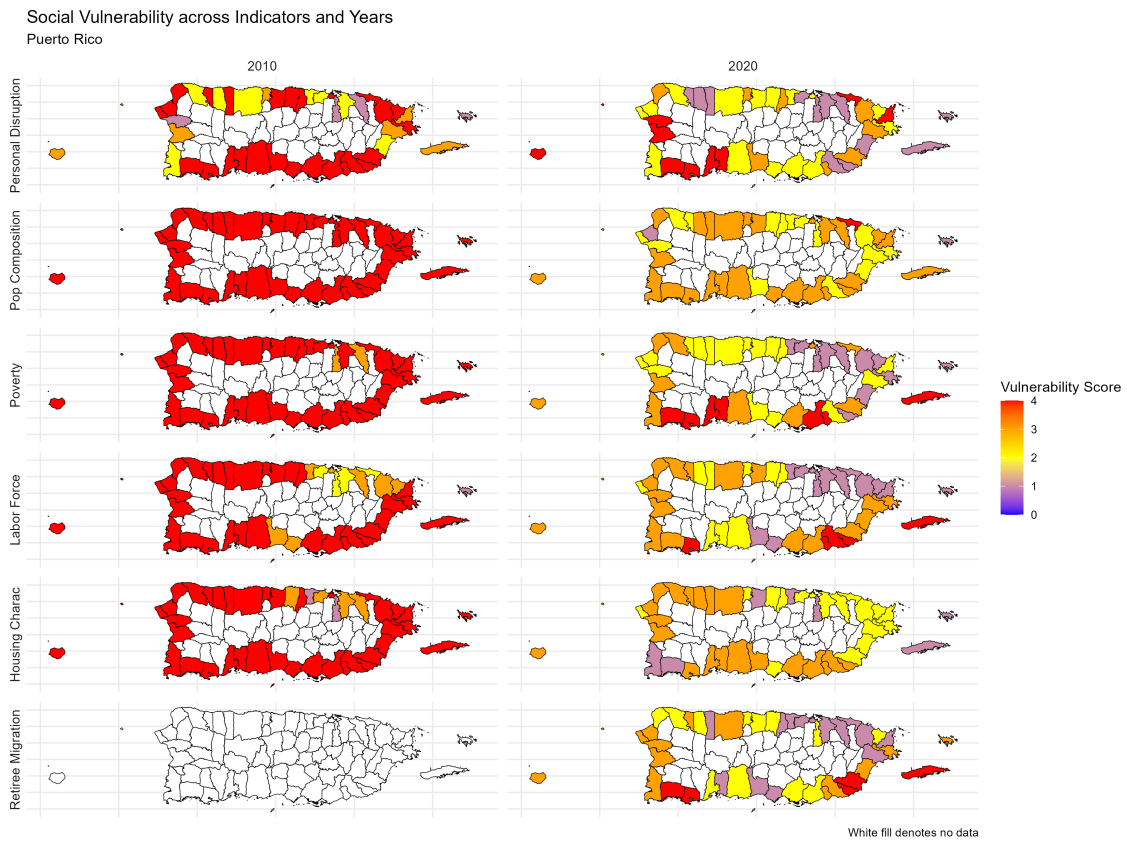 Social Vulnerability across Indicators and Years
Puerto Rico
2010
2020
Personal Disruption
Pop Composition
Poverty
Labor Force
Housing Charac
Retiree Migration
Vulnerability Score
4
3
2
1
0
White fill denotes no data